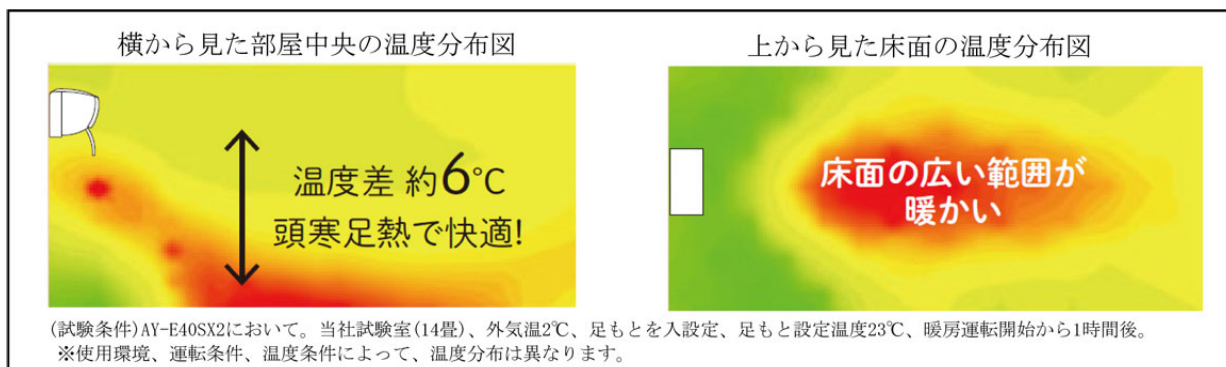 横から見た部屋中央の温度分布図
上から見た床面の温度分布図
温度差 約6℃
頭寒足熱で快適!
床面の広い範囲が
暖かい
(試験条件)AY-E40SX2において。当社試験室(14畳)、外気温2℃、足もとを入設定、足もと設定温度23℃、暖房運転開始から1時間後。
※使用環境、運転条件、温度条件によって、温度分布は異なります。